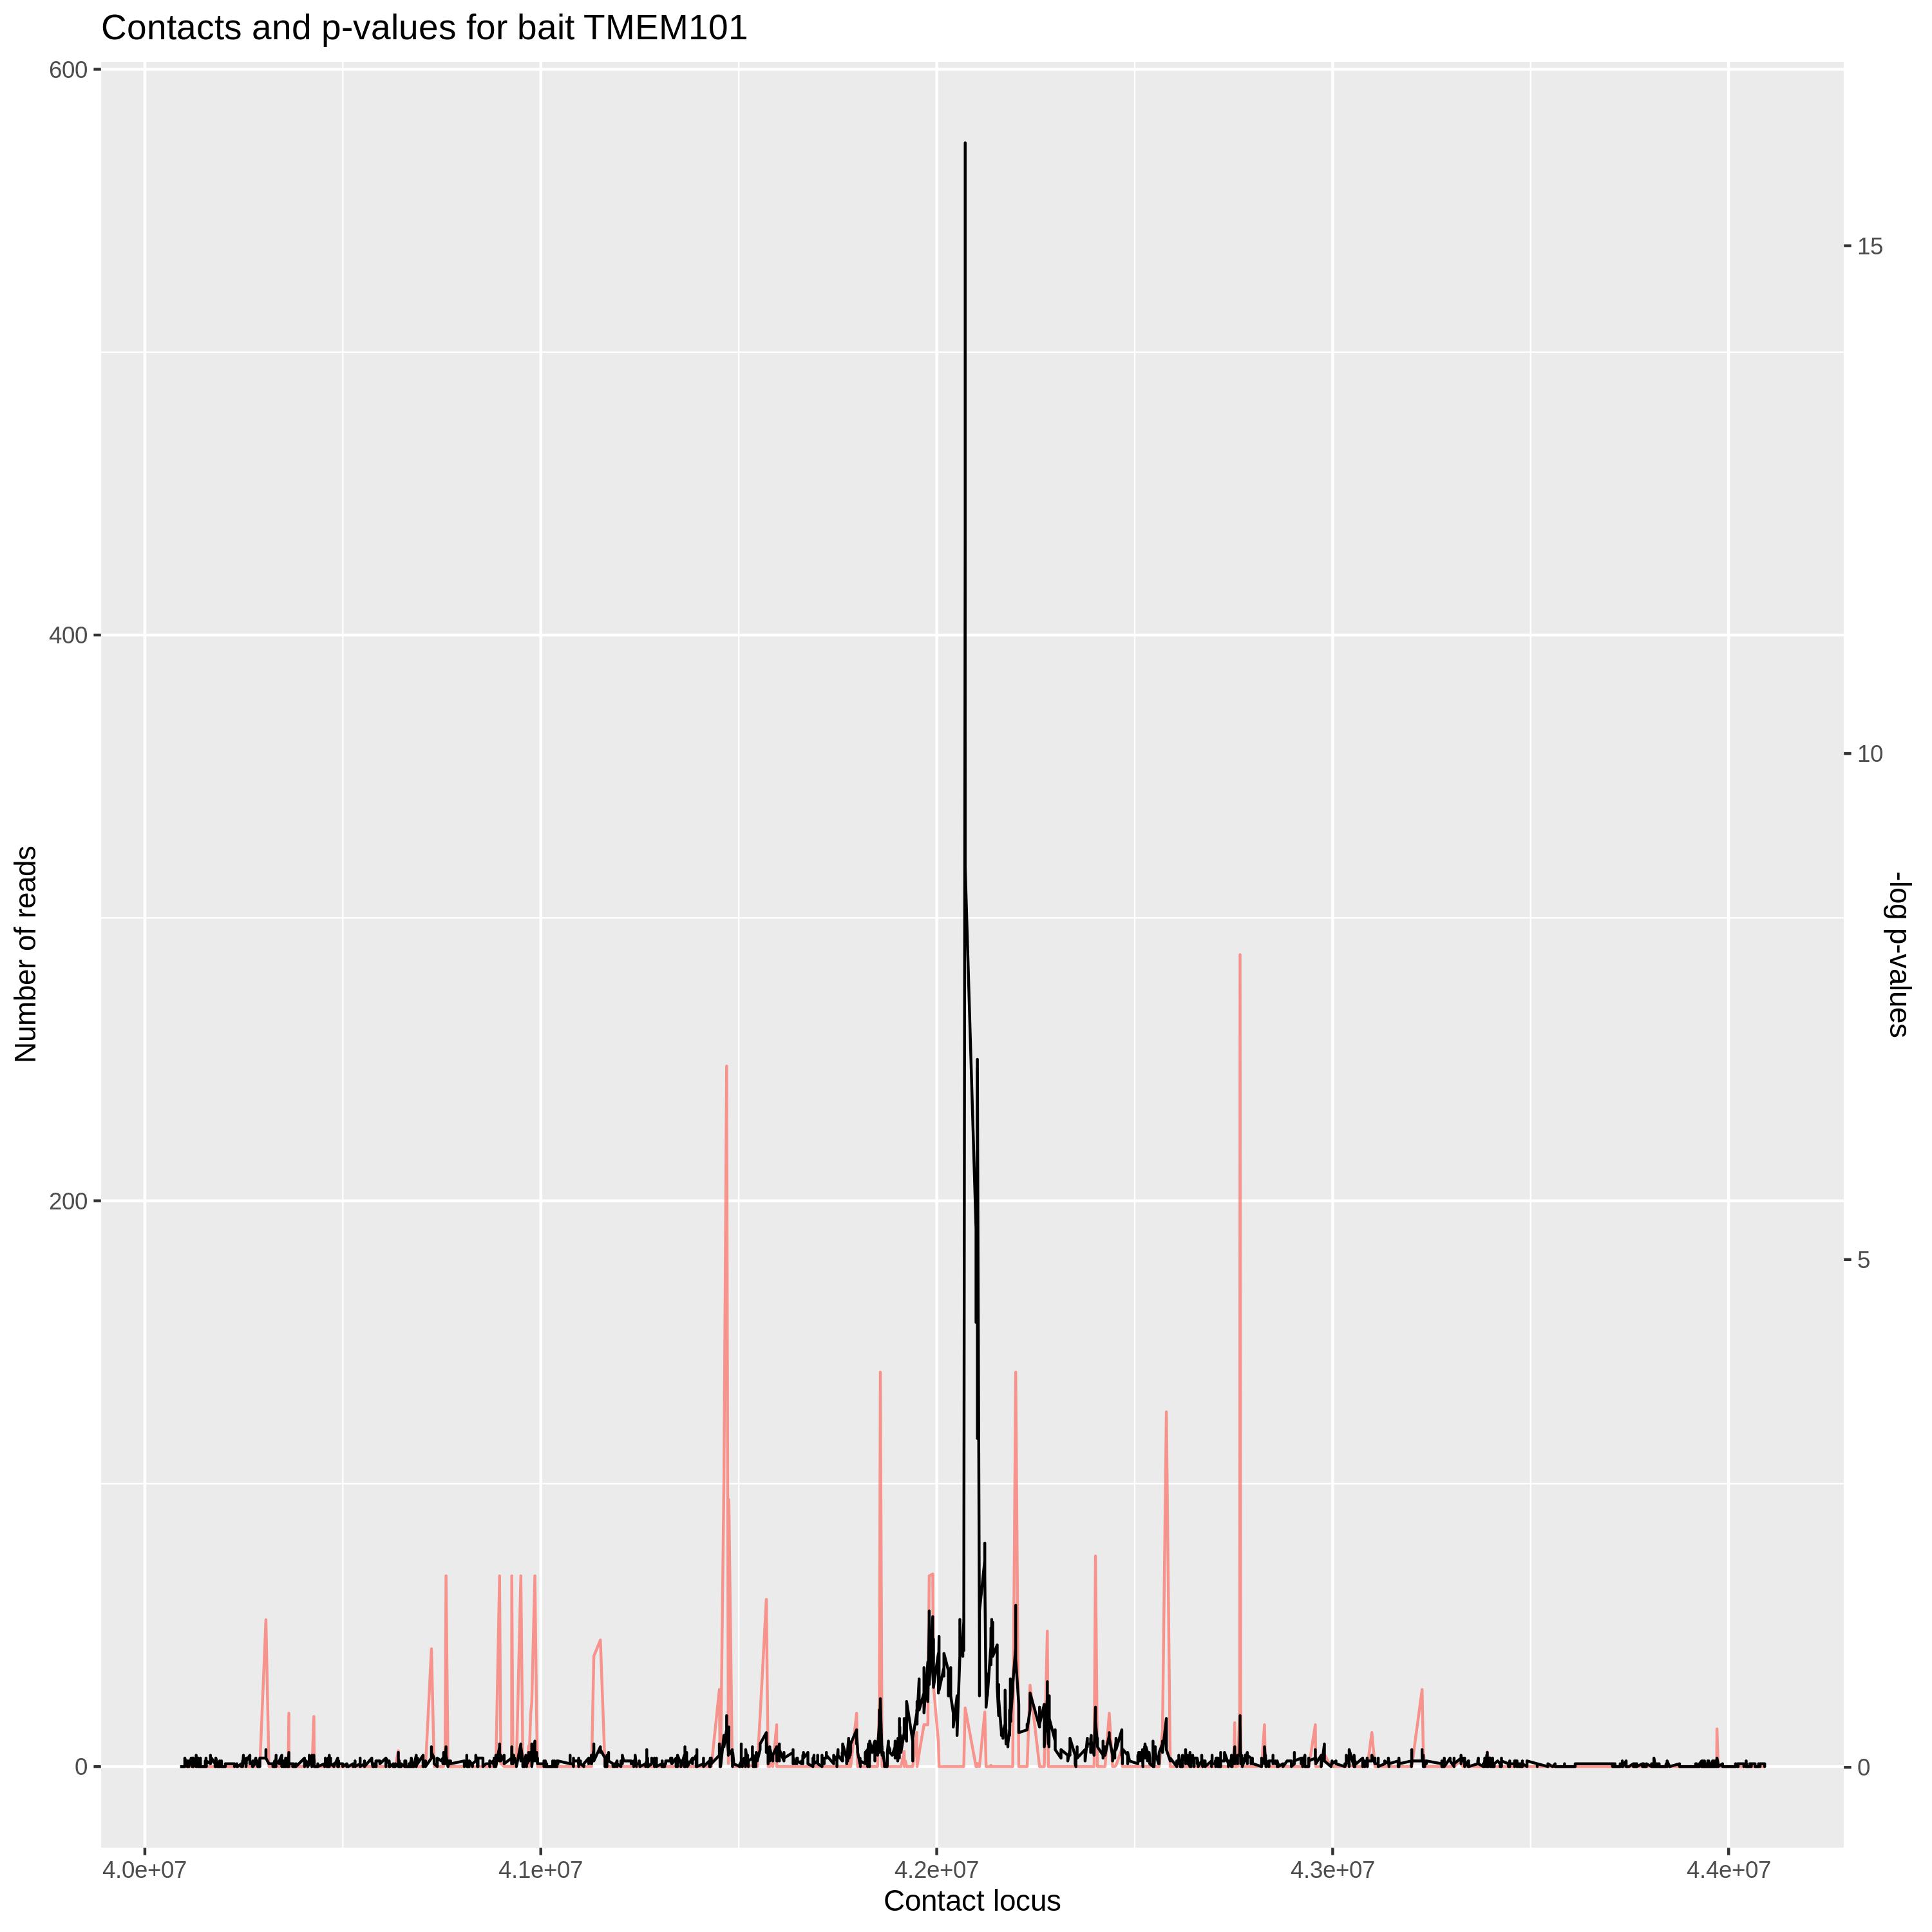 Contacts and p-values for bait TMEM101
600
400
200
0
Number of reads
15
10
5
0
-log p-values
4.0e+07
4.1e+07
4.2e+07
4.3e+07
4.4e+07
Contact locus